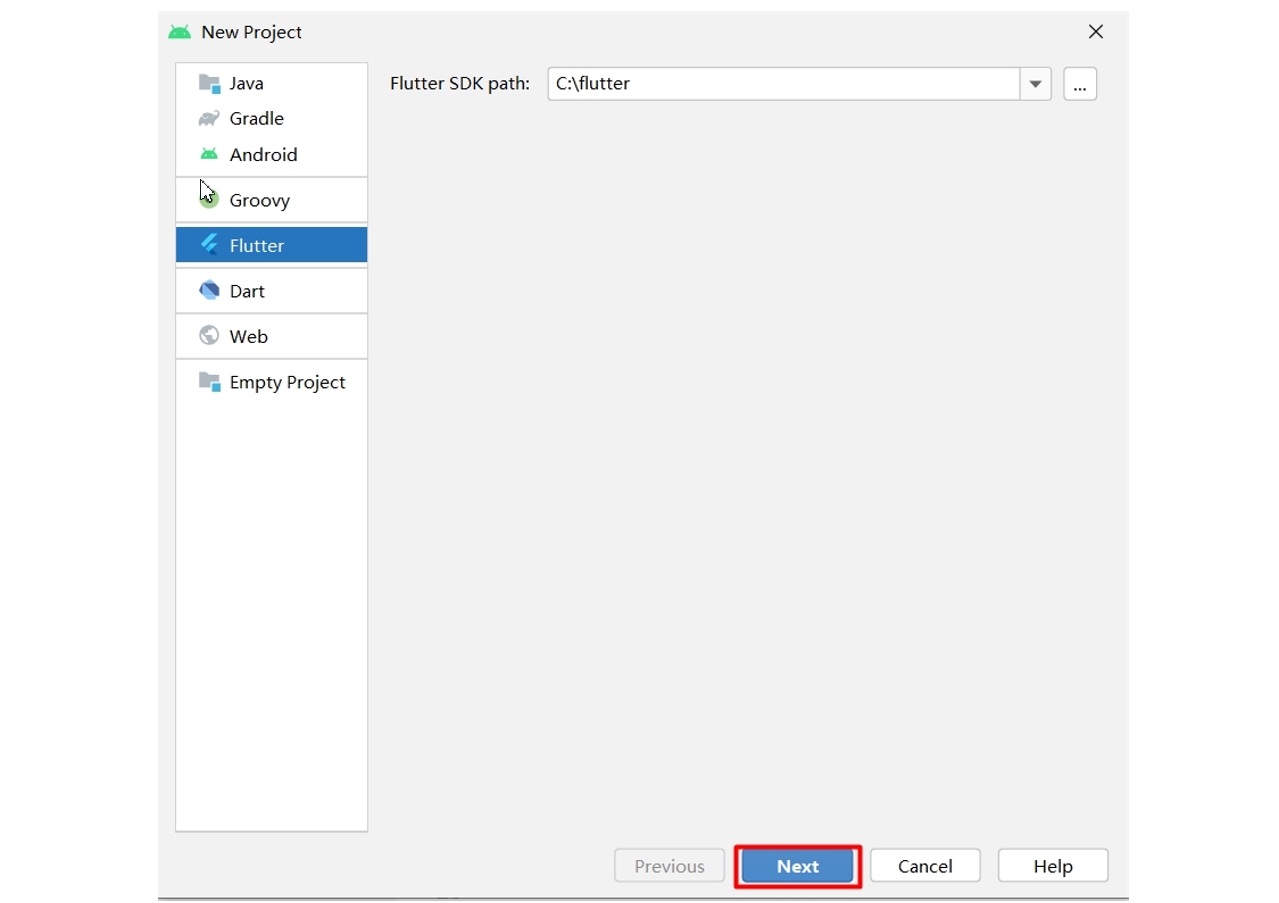 New Project
Java
Gradle
Android
Groovy
Flutter
Dart
Web
Empty Project
Flutter SDK path: C:\flutter ...
Previous Next Cancel Help